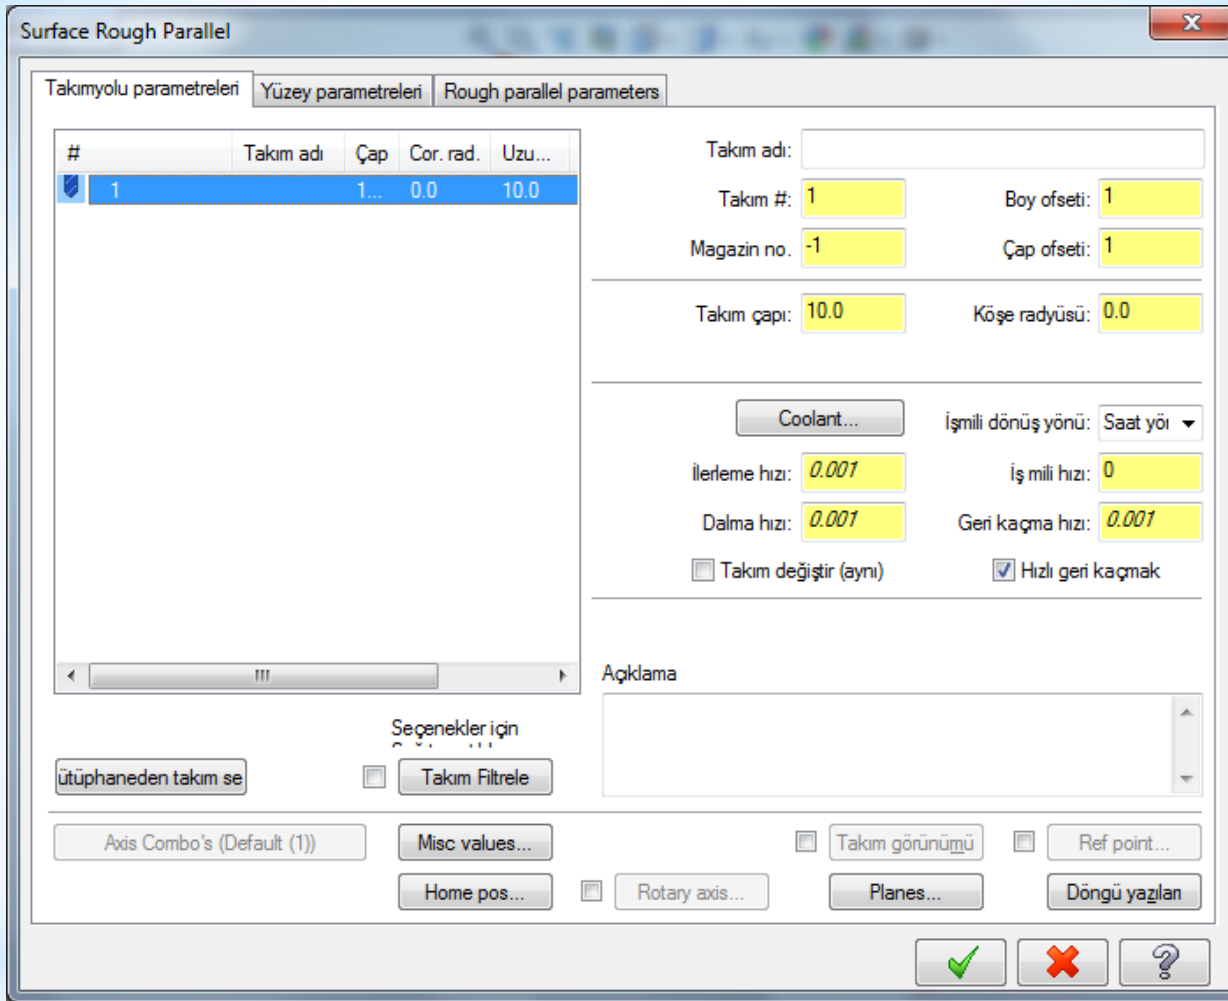 Surface Rough Parallel
Takımyolu parametreleri Yüzey parametreleri Rough parallel parameters
# Takım adı Çap Cor. rad. Uzu...
1 1... 0.0 10.0
Takım adı:
Takım #: 1 Boy ofseti: 1
Magazin no. -1 Çap ofseti: 1
Takım çapı: 10.0 Köşe radyüsü: 0.0
Coolant... İşmili dönüş yönü: Saat yöı
İlerleme hızı: 0.001 İş mili hızı: 0
Dalma hızı: 0.001 Geri kaçma hızı: 0.001
Takım değiştir (aynı) Hızlı geri kaçmak
Açıklama
Seçenekler için
ütüphaneden takım se Takım Filtrele
Axis Combo's (Default (1)) Misc values... Takım görünümü Ref point...
Home pos... Rotary axis... Planes... Döngü yazıları